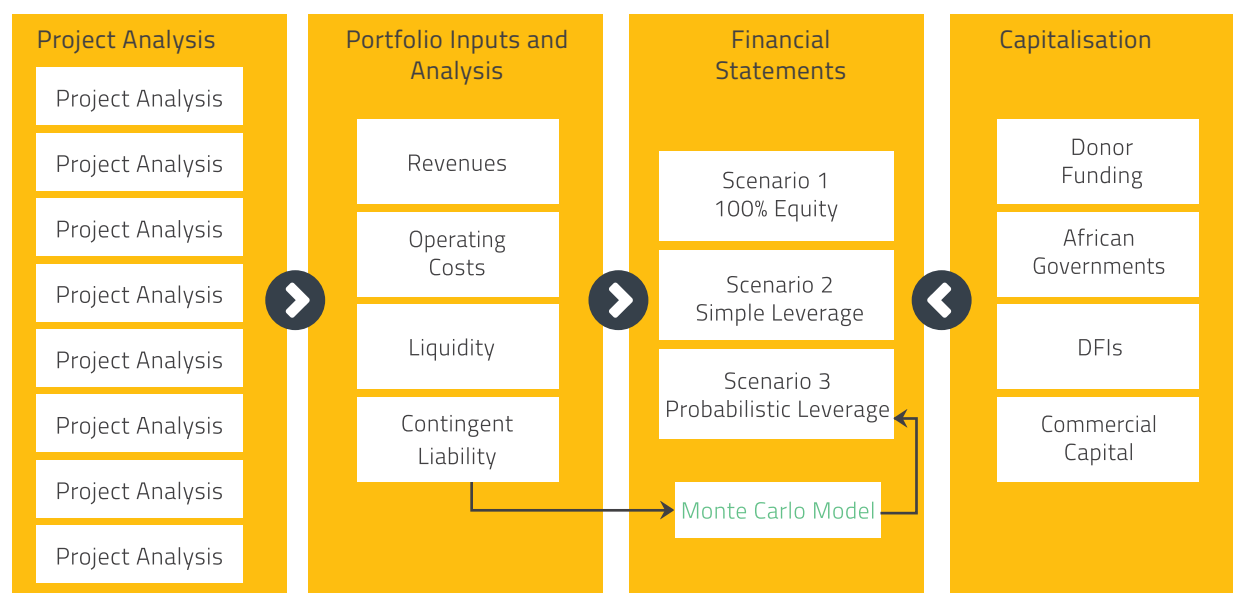 Project Analysis
Project Analysis
Project Analysis
Project Analysis
Project Analysis
Project Analysis
Project Analysis
Project Analysis
Project Analysis
Portfolio Inputs and
Analysis
Revenues
Operating
Costs
Liquidity
Contingent
Liability
Financial
Statements
Scenario 1
100% Equity
Scenario 2
Simple Leverage
Scenario 3
Probabilistic Leverage
Monte Carlo Model
Capitalisation
Donor
Funding
African
Governments
DFIs
Commercial
Capital